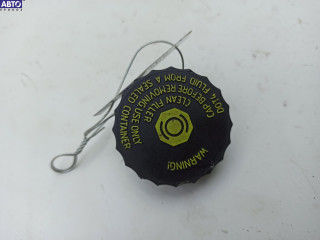 АВТО
WARNING!
CLEAN FILLER
CAP BEFORE REMOVING USE ONLY
DOT4 FLUID FROM A SEALED CONTAINER